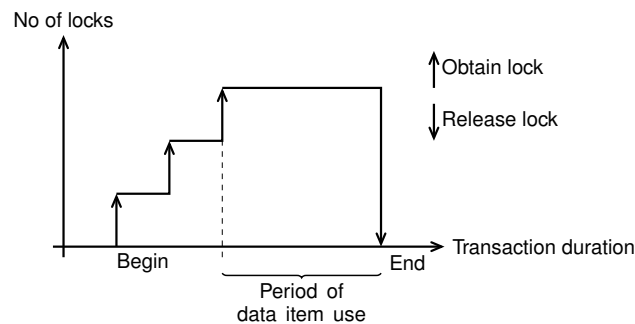 No of locks
Obtain lock
Release lock
Transaction duration
Begin
End
Period of
data item use